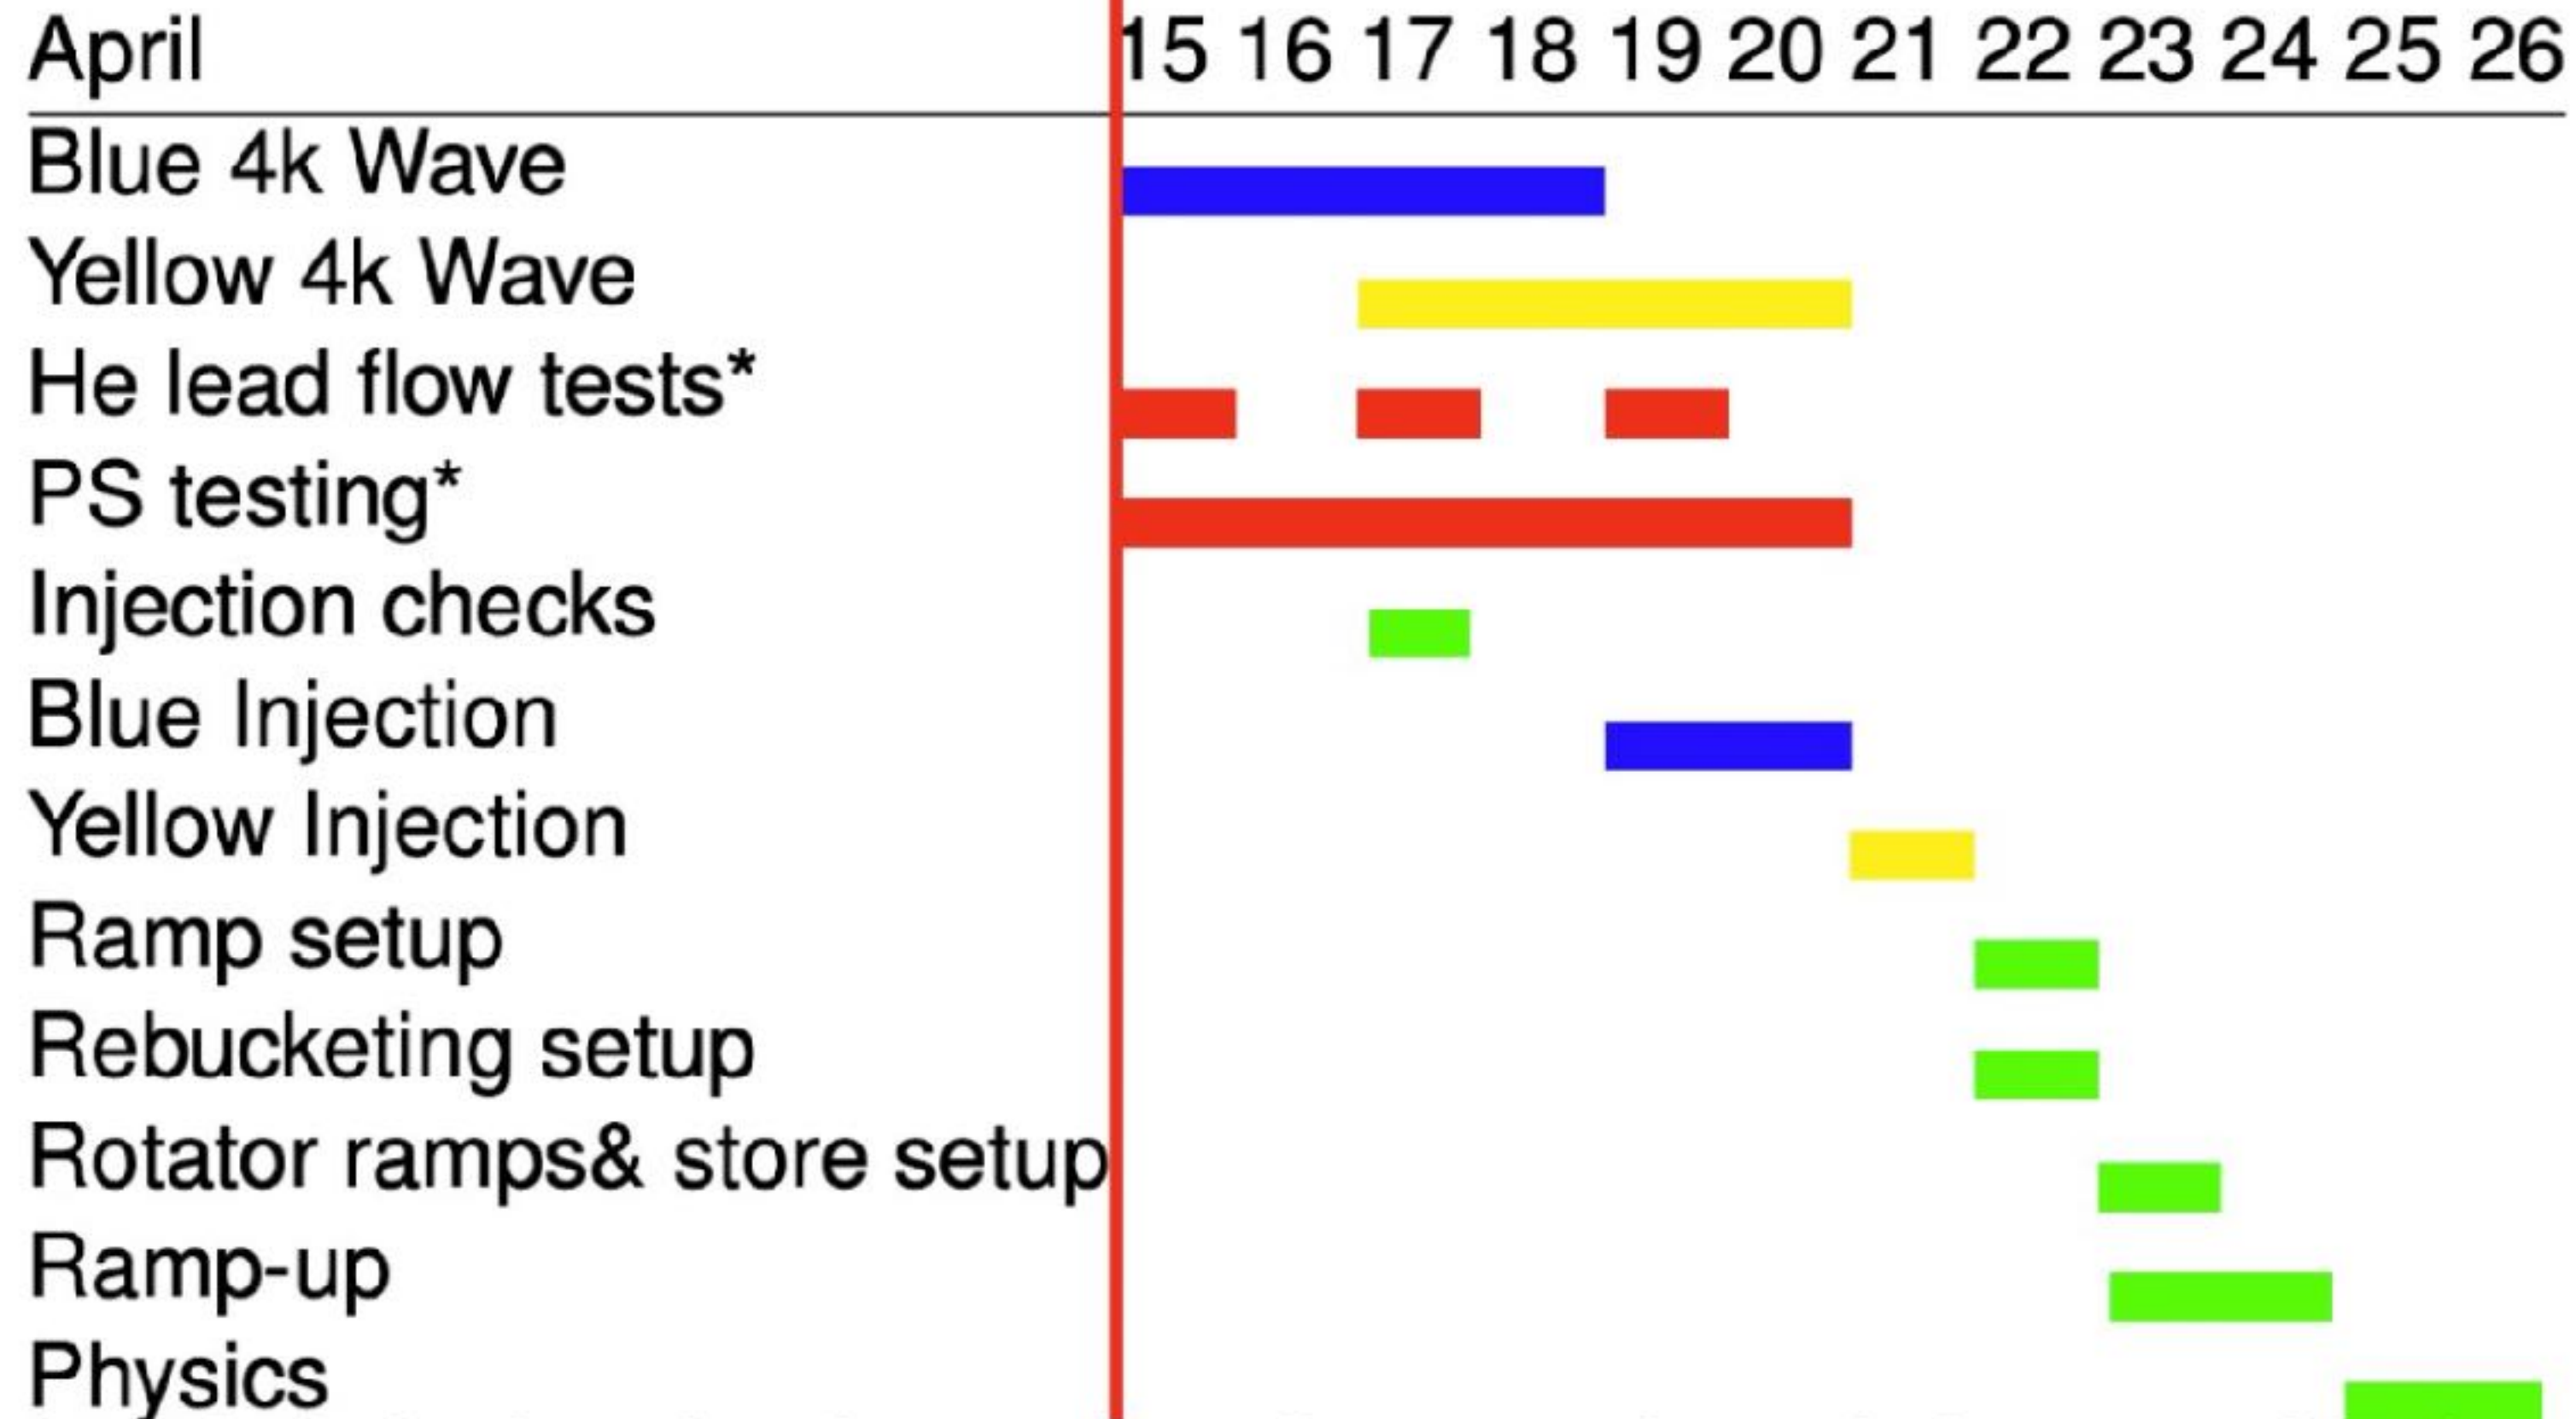 April 15 16 17 18 19 20 21 22 23 24 25 26
Blue 4k Wave
Yellow 4k Wave
He lead flow tests*
PS testing*
Injection checks
Blue Injection
Yellow Injection
Ramp setup
Rebucketing setup
Rotator ramps& store setup
Ramp-up
Physics